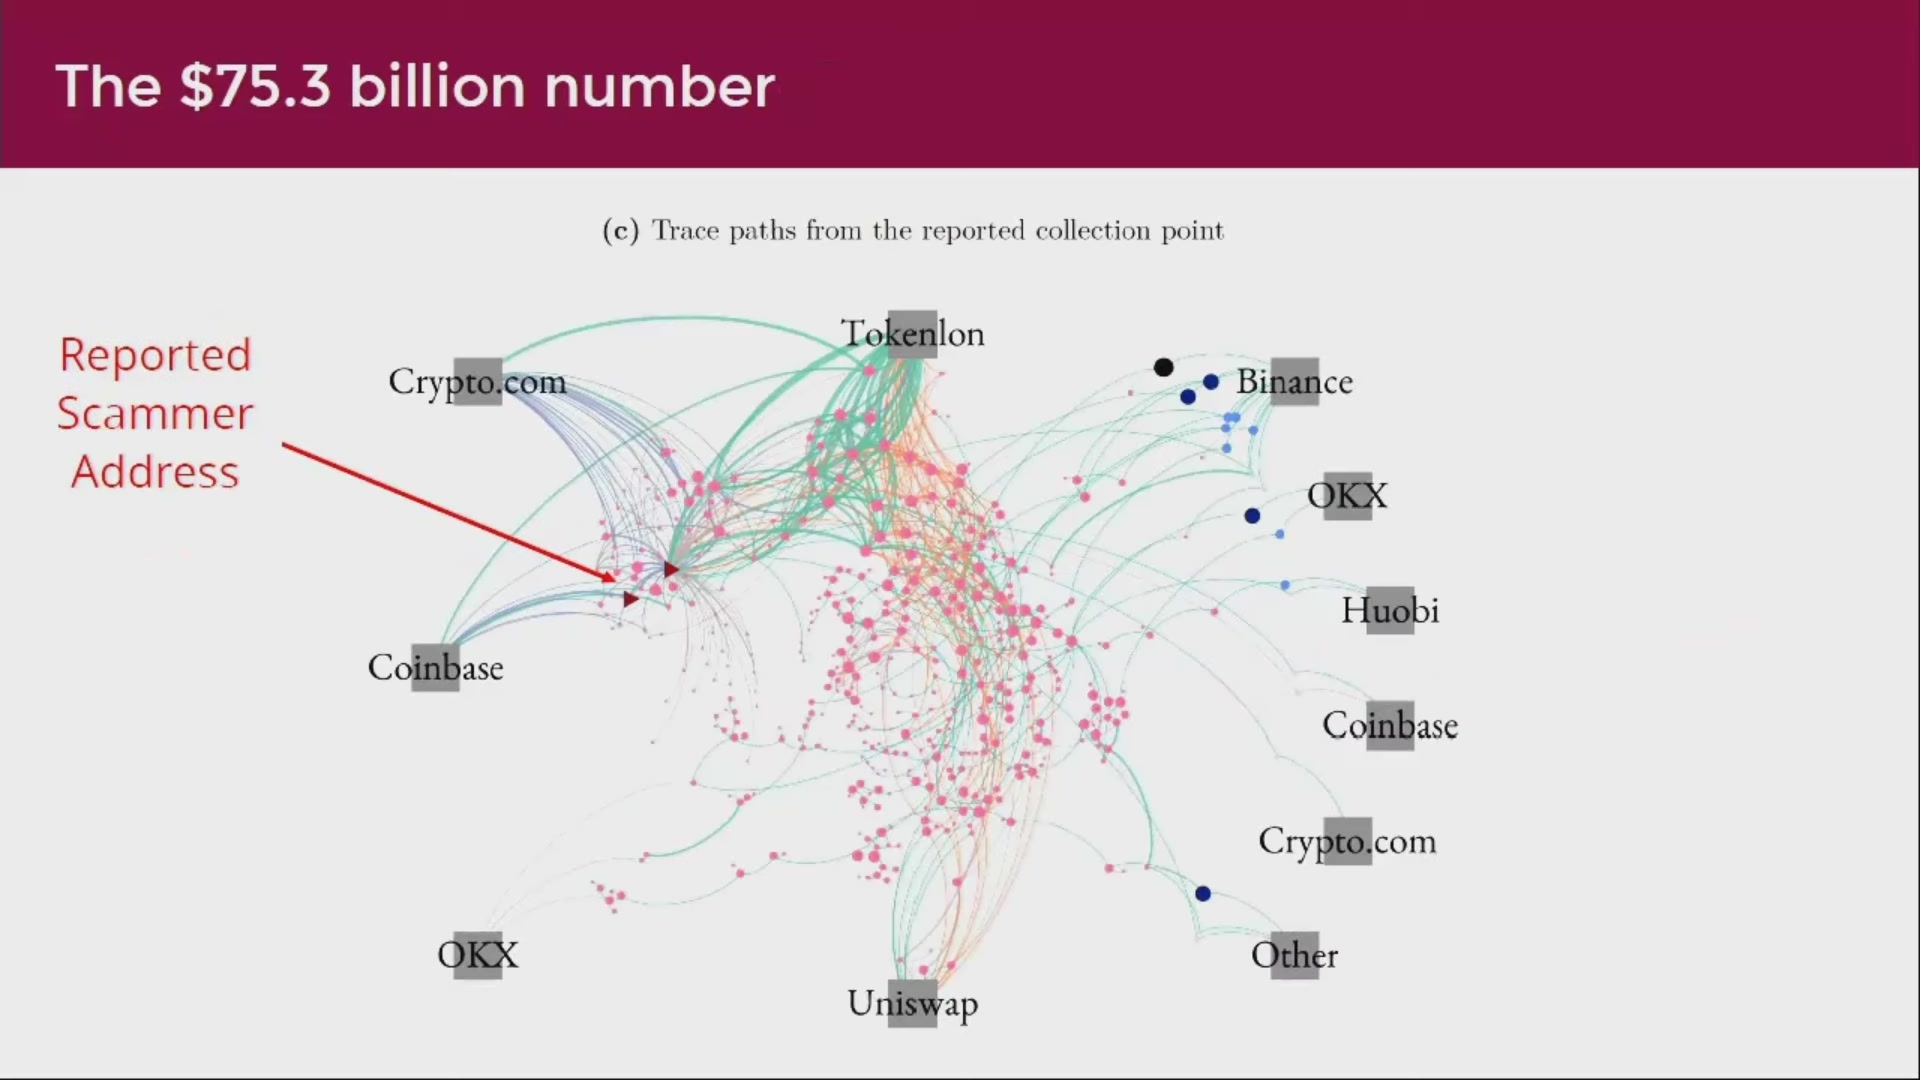 The $75.3 billion number
(c) Trace paths from the reported collection point
Reported
Scammer
Address
Tokenlon
Crypto.com
Binance
OKX
Huobi
Coinbase
Coinbase
Crypto.com
OKX
Other
Uniswap